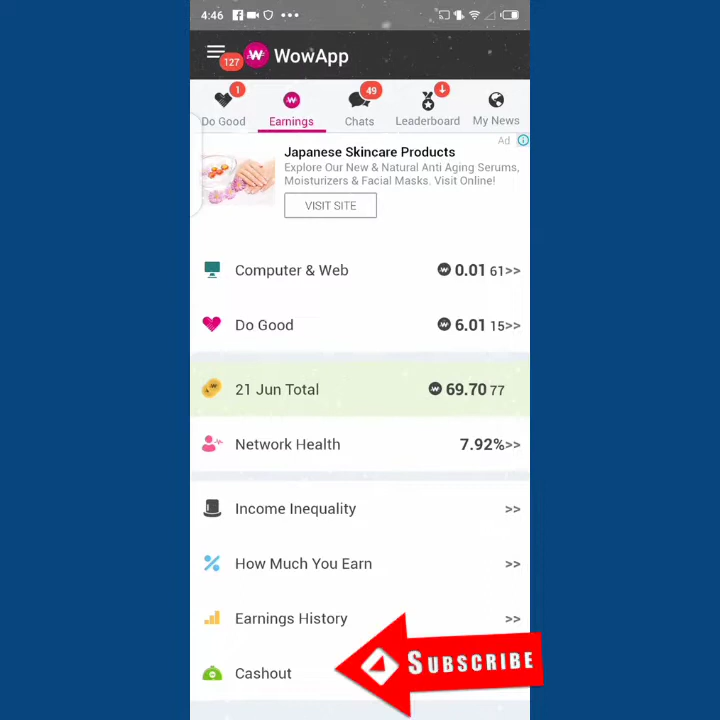 4:46
127
WowApp
1
49
Do Good
Earnings
Chats
Leaderboard
My News
Ad
Japanese Skincare Products
Explore Our New & Natural Anti Aging Serums,
Moisturizers & Facial Masks. Visit Online!
VISIT SITE
Computer & Web 0.01 61>>
Do Good 6.01 15>>
21 Jun Total 69.70 77
Network Health 7.92%>>
Income Inequality >>
How Much You Earn >>
Earnings History >>
Cashout
SUBSCRIBE